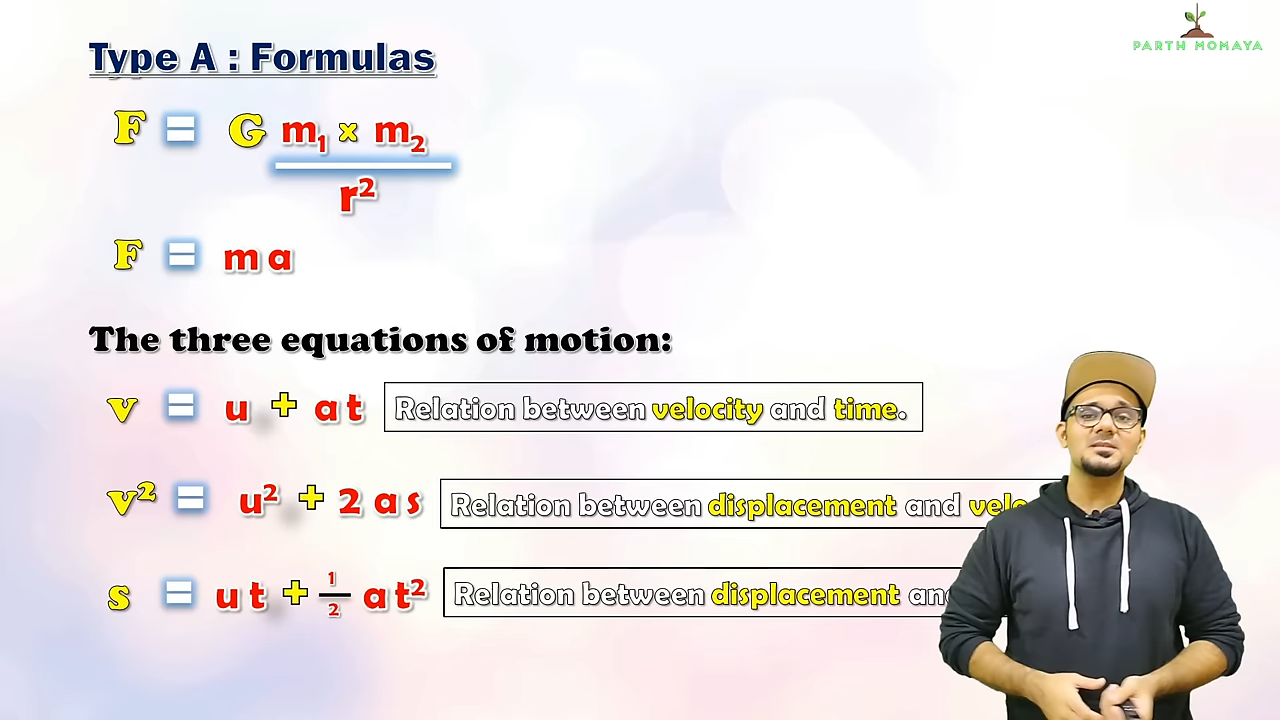 PARTH MOMAYA
Type A : Formulas
F = G m₁ x m₂
r²
F = m a
The three equations of motion:
v = u + a t Relation between velocity and time.
v² = u² + 2 a s Relation between displacement and
s = u t + ½ a t² Relation between displacement